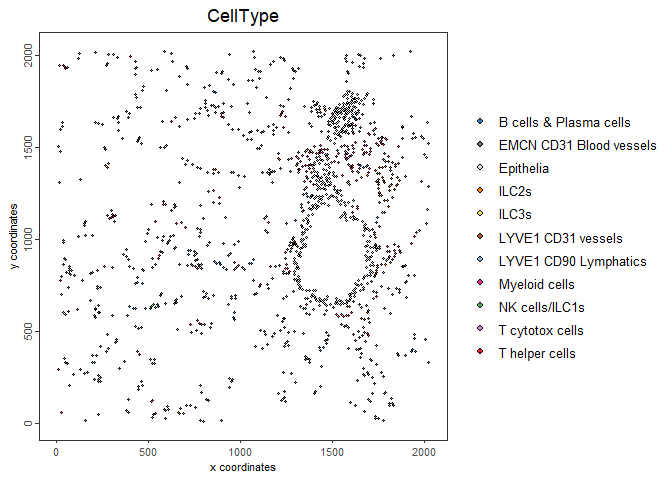 CellType
2000
1500
1000
500
0
y coordinates
0
500
1000
1500
2000
x coordinates
B cells & Plasma cells
EMCN CD31 Blood vessels
Epithelia
ILC2s
ILC3s
LYVE1 CD31 vessels
LYVE1 CD90 Lymphatics
Myeloid cells
NK cells/ILC1s
T cytotox cells
T helper cells